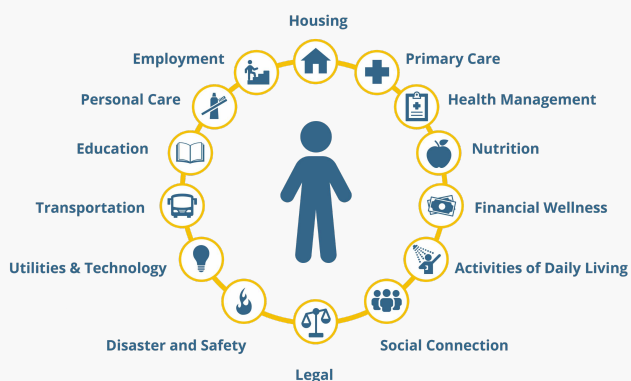 Housing
Employment
Primary Care
Personal Care
Health Management
Education
Nutrition
Transportation
Financial Wellness
Utilities & Technology
Activities of Daily Living
Disaster and Safety
Social Connection
Legal